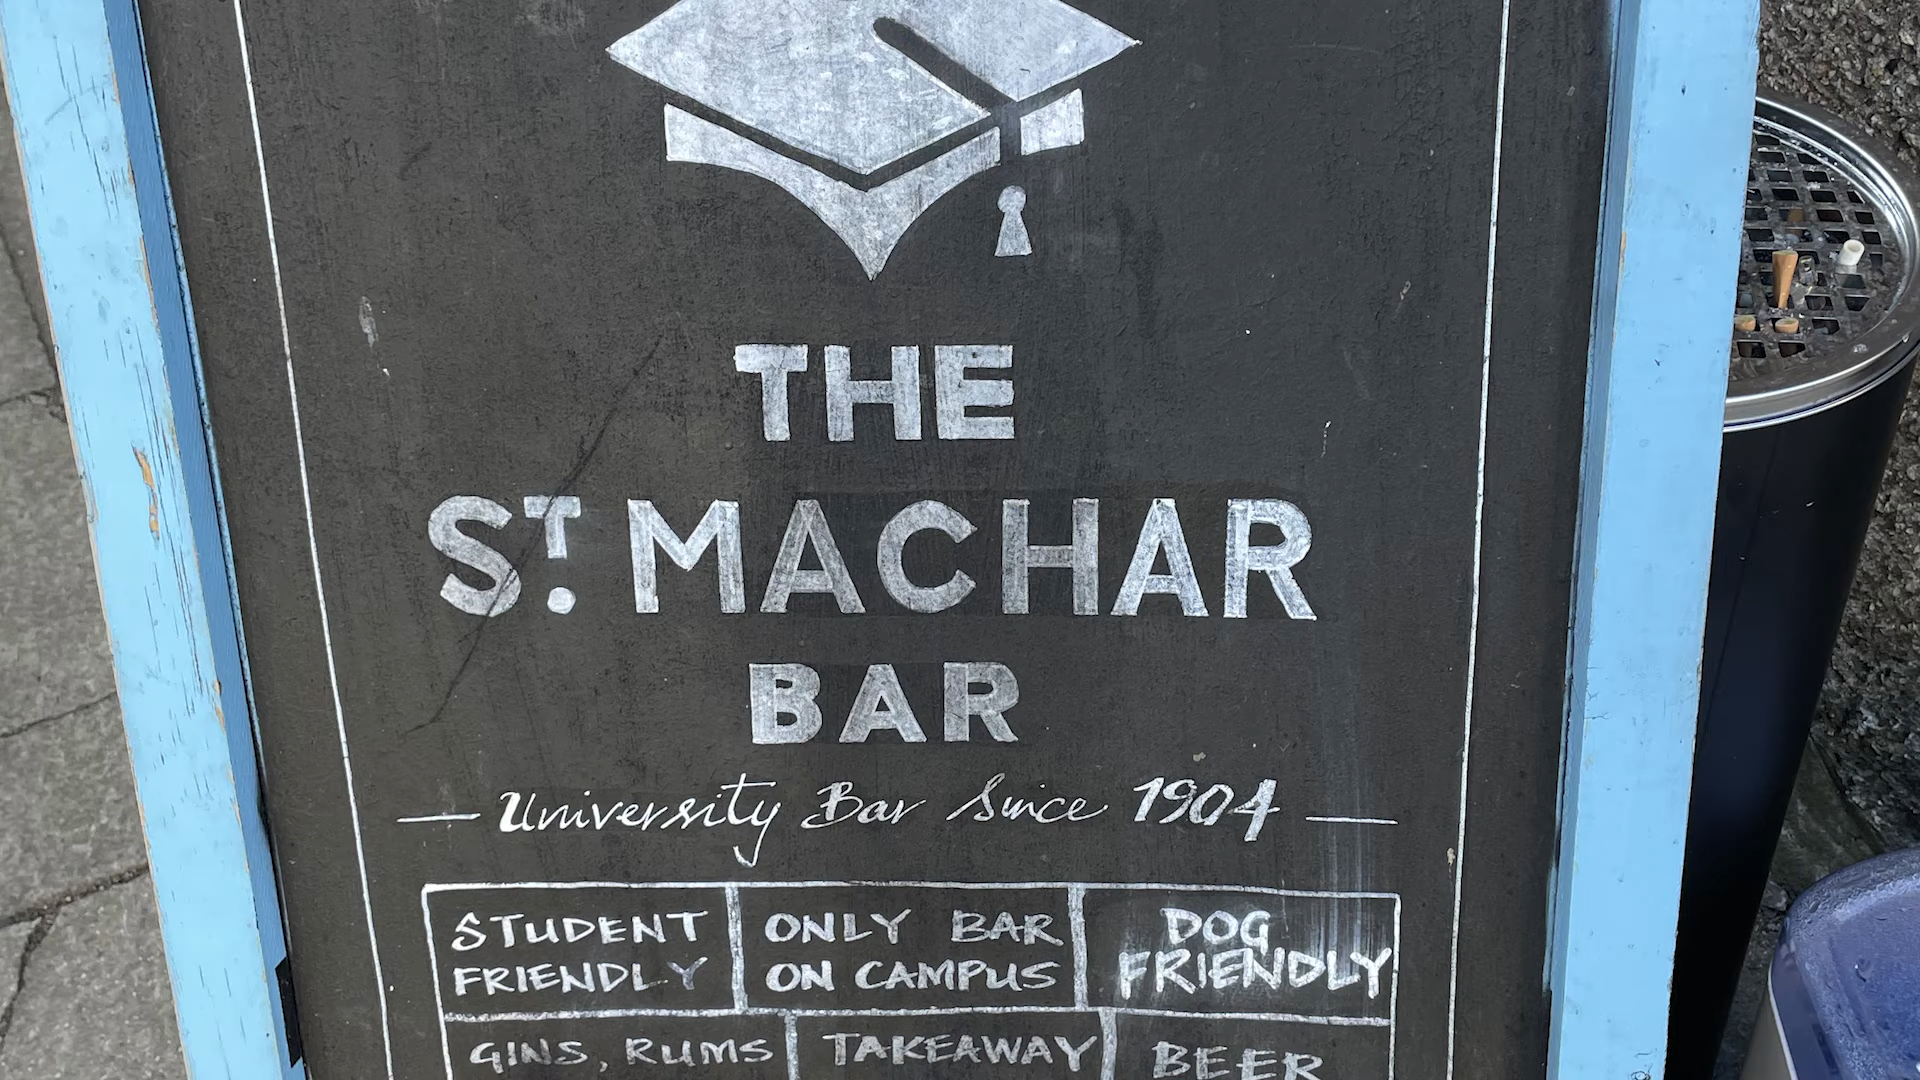 THE
ST. MACHAR
BAR
University Bar Since 1904
STUDENT FRIENDLY
ONLY BAR ON CAMPUS
DOG FRIENDLY
GINS, RUMS
TAKEAWAY
BEER